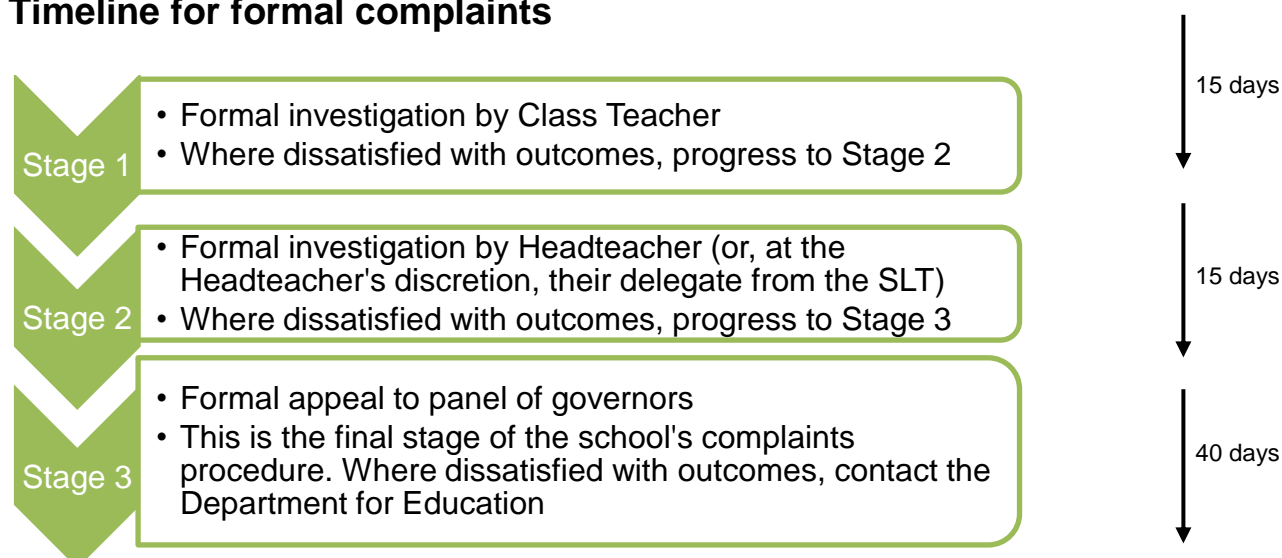 Timeline for formal complaints
15 days
Stage 1
• Formal investigation by Class Teacher
• Where dissatisfied with outcomes, progress to Stage 2
15 days
Stage 2
• Formal investigation by Headteacher (or, at the
Headteacher's discretion, their delegate from the SLT)
• Where dissatisfied with outcomes, progress to Stage 3
40 days
Stage 3
• Formal appeal to panel of governors
• This is the final stage of the school's complaints
procedure. Where dissatisfied with outcomes, contact the
Department for Education